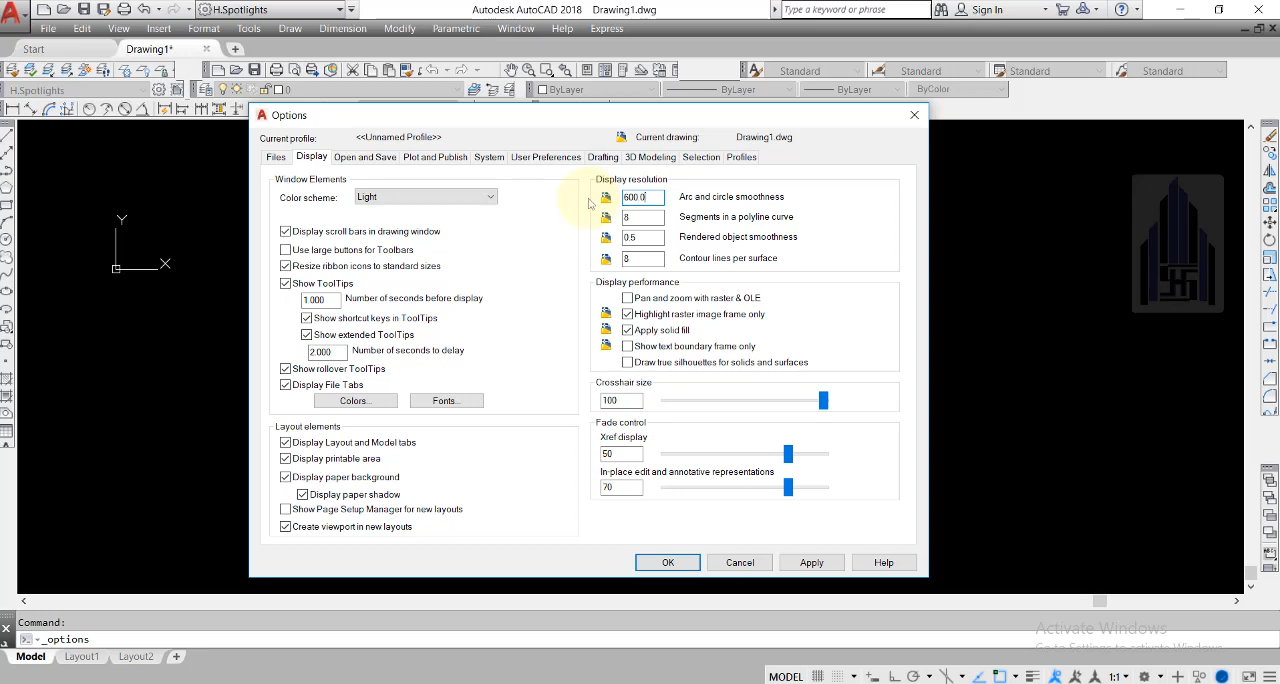 H.Spotlights
Autodesk AutoCAD 2018 Drawing1.dwg
Type a keyword or phrase
Sign In
File Edit View Insert Format Tools Draw Dimension Modify Parametric Window Help Express
Start Drawing1*
Standard Standard Standard Standard
H.Spotlights 0 ByLayer ByLayer ByLayer ByColor
Options
Current profile: <<Unnamed Profile>> Current drawing: Drawing1.dwg
Files Display Open and Save Plot and Publish System User Preferences Drafting 3D Modeling Selection Profiles
Window Elements
Color scheme: Light
Display scroll bars in drawing window
Use large buttons for Toolbars
Resize ribbon icons to standard sizes
Show ToolTips
1.000 Number of seconds before display
Show shortcut keys in ToolTips
Show extended ToolTips
2.000 Number of seconds to delay
Show rollover ToolTips
Display File Tabs
Colors... Fonts...
Layout elements
Display Layout and Model tabs
Display printable area
Display paper background
Display paper shadow
Show Page Setup Manager for new layouts
Create viewport in new layouts
Display resolution
600.0 Arc and circle smoothness
8 Segments in a polyline curve
0.5 Rendered object smoothness
8 Contour lines per surface
Display performance
Pan and zoom with raster & OLE
Highlight raster image frame only
Apply solid fill
Show text boundary frame only
Draw true silhouettes for solids and surfaces
Crosshair size
100
Fade control
Xref display
50
In-place edit and annotative representations
70
OK Cancel Apply Help
Y
X
Command:
_options
Activate Windows
Go to Settings to activate Windows.
Model Layout1 Layout2
MODEL 1:1